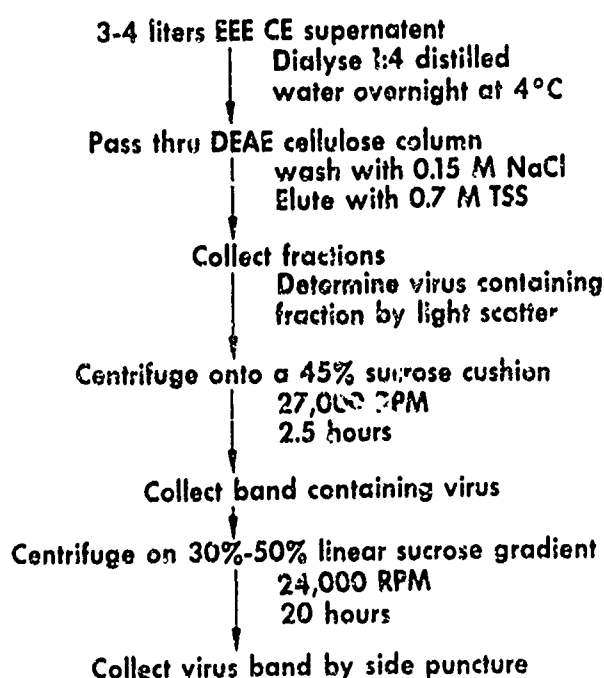 3-4 liters EEE CE supernatent
Dialyse 1:4 distilled
water overnight at 4°C
Pass thru DEAE cellulose column
wash with 0.15 M NaCl
Elute with 0.7 M TSS
Collect fractions
Determine virus containing
fraction by light scatter
Centrifuge onto a 45% sucrose cushion
27,000 RPM
2.5 hours
Collect band containing virus
Centrifuge on 30%-50% linear sucrose gradient
24,000 RPM
20 hours
Collect virus band by side puncture